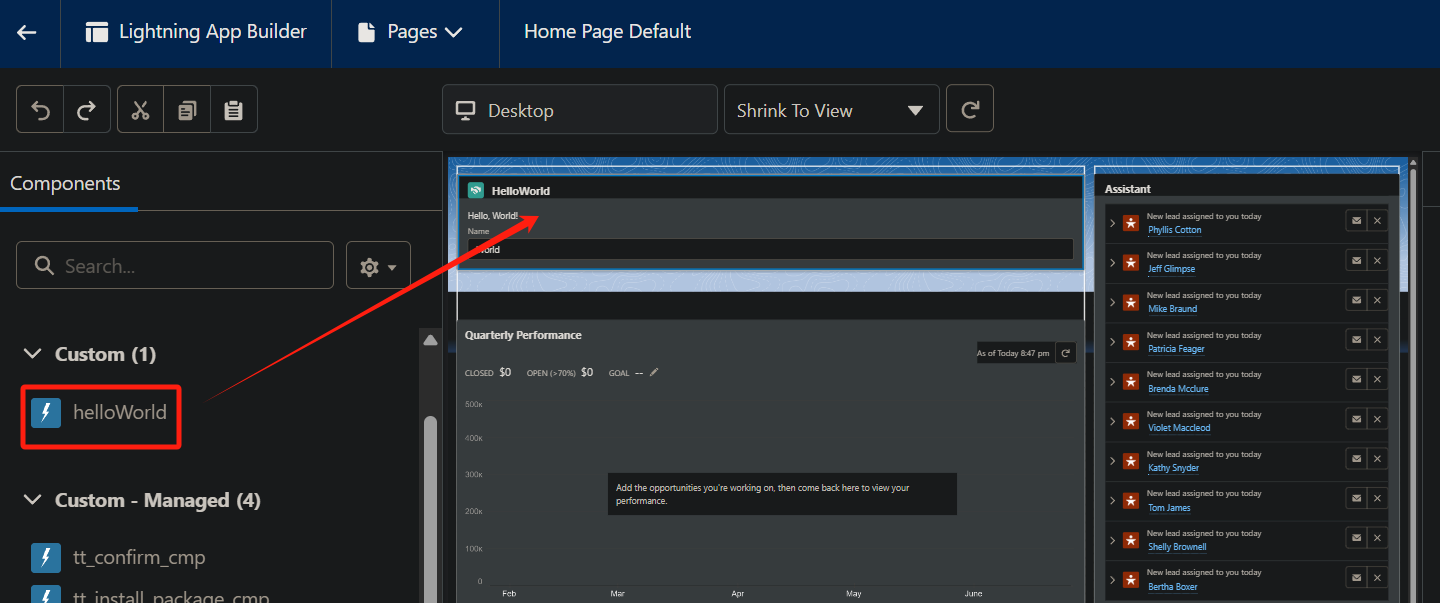 Lightning App Builder
Pages
Home Page Default
Desktop
Shrink To View
Components
Search...
Custom (1)
helloWorld
Custom - Managed (4)
tt_confirm_cmp
tt_install_package_cmp
HelloWorld
Hello, World!
Name
World
Quarterly Performance
As of Today 8:47 pm
CLOSED $0 OPEN (>70%) $0 GOAL --
500K
400K
300K
200K
100K
0
Add the opportunities you're working on, then come back here to view your
performance.
Feb Mar Apr May June
Assistant
New lead assigned to you today
Phyllis Cotton
New lead assigned to you today
Jeff Glimpse
New lead assigned to you today
Mike Braund
New lead assigned to you today
Patricia Feager
New lead assigned to you today
Brenda Mcclure
New lead assigned to you today
Violet Maccleod
New lead assigned to you today
Kathy Snyder
New lead assigned to you today
Tom James
New lead assigned to you today
Shelly Brownell
New lead assigned to you today
Bertha Boxer